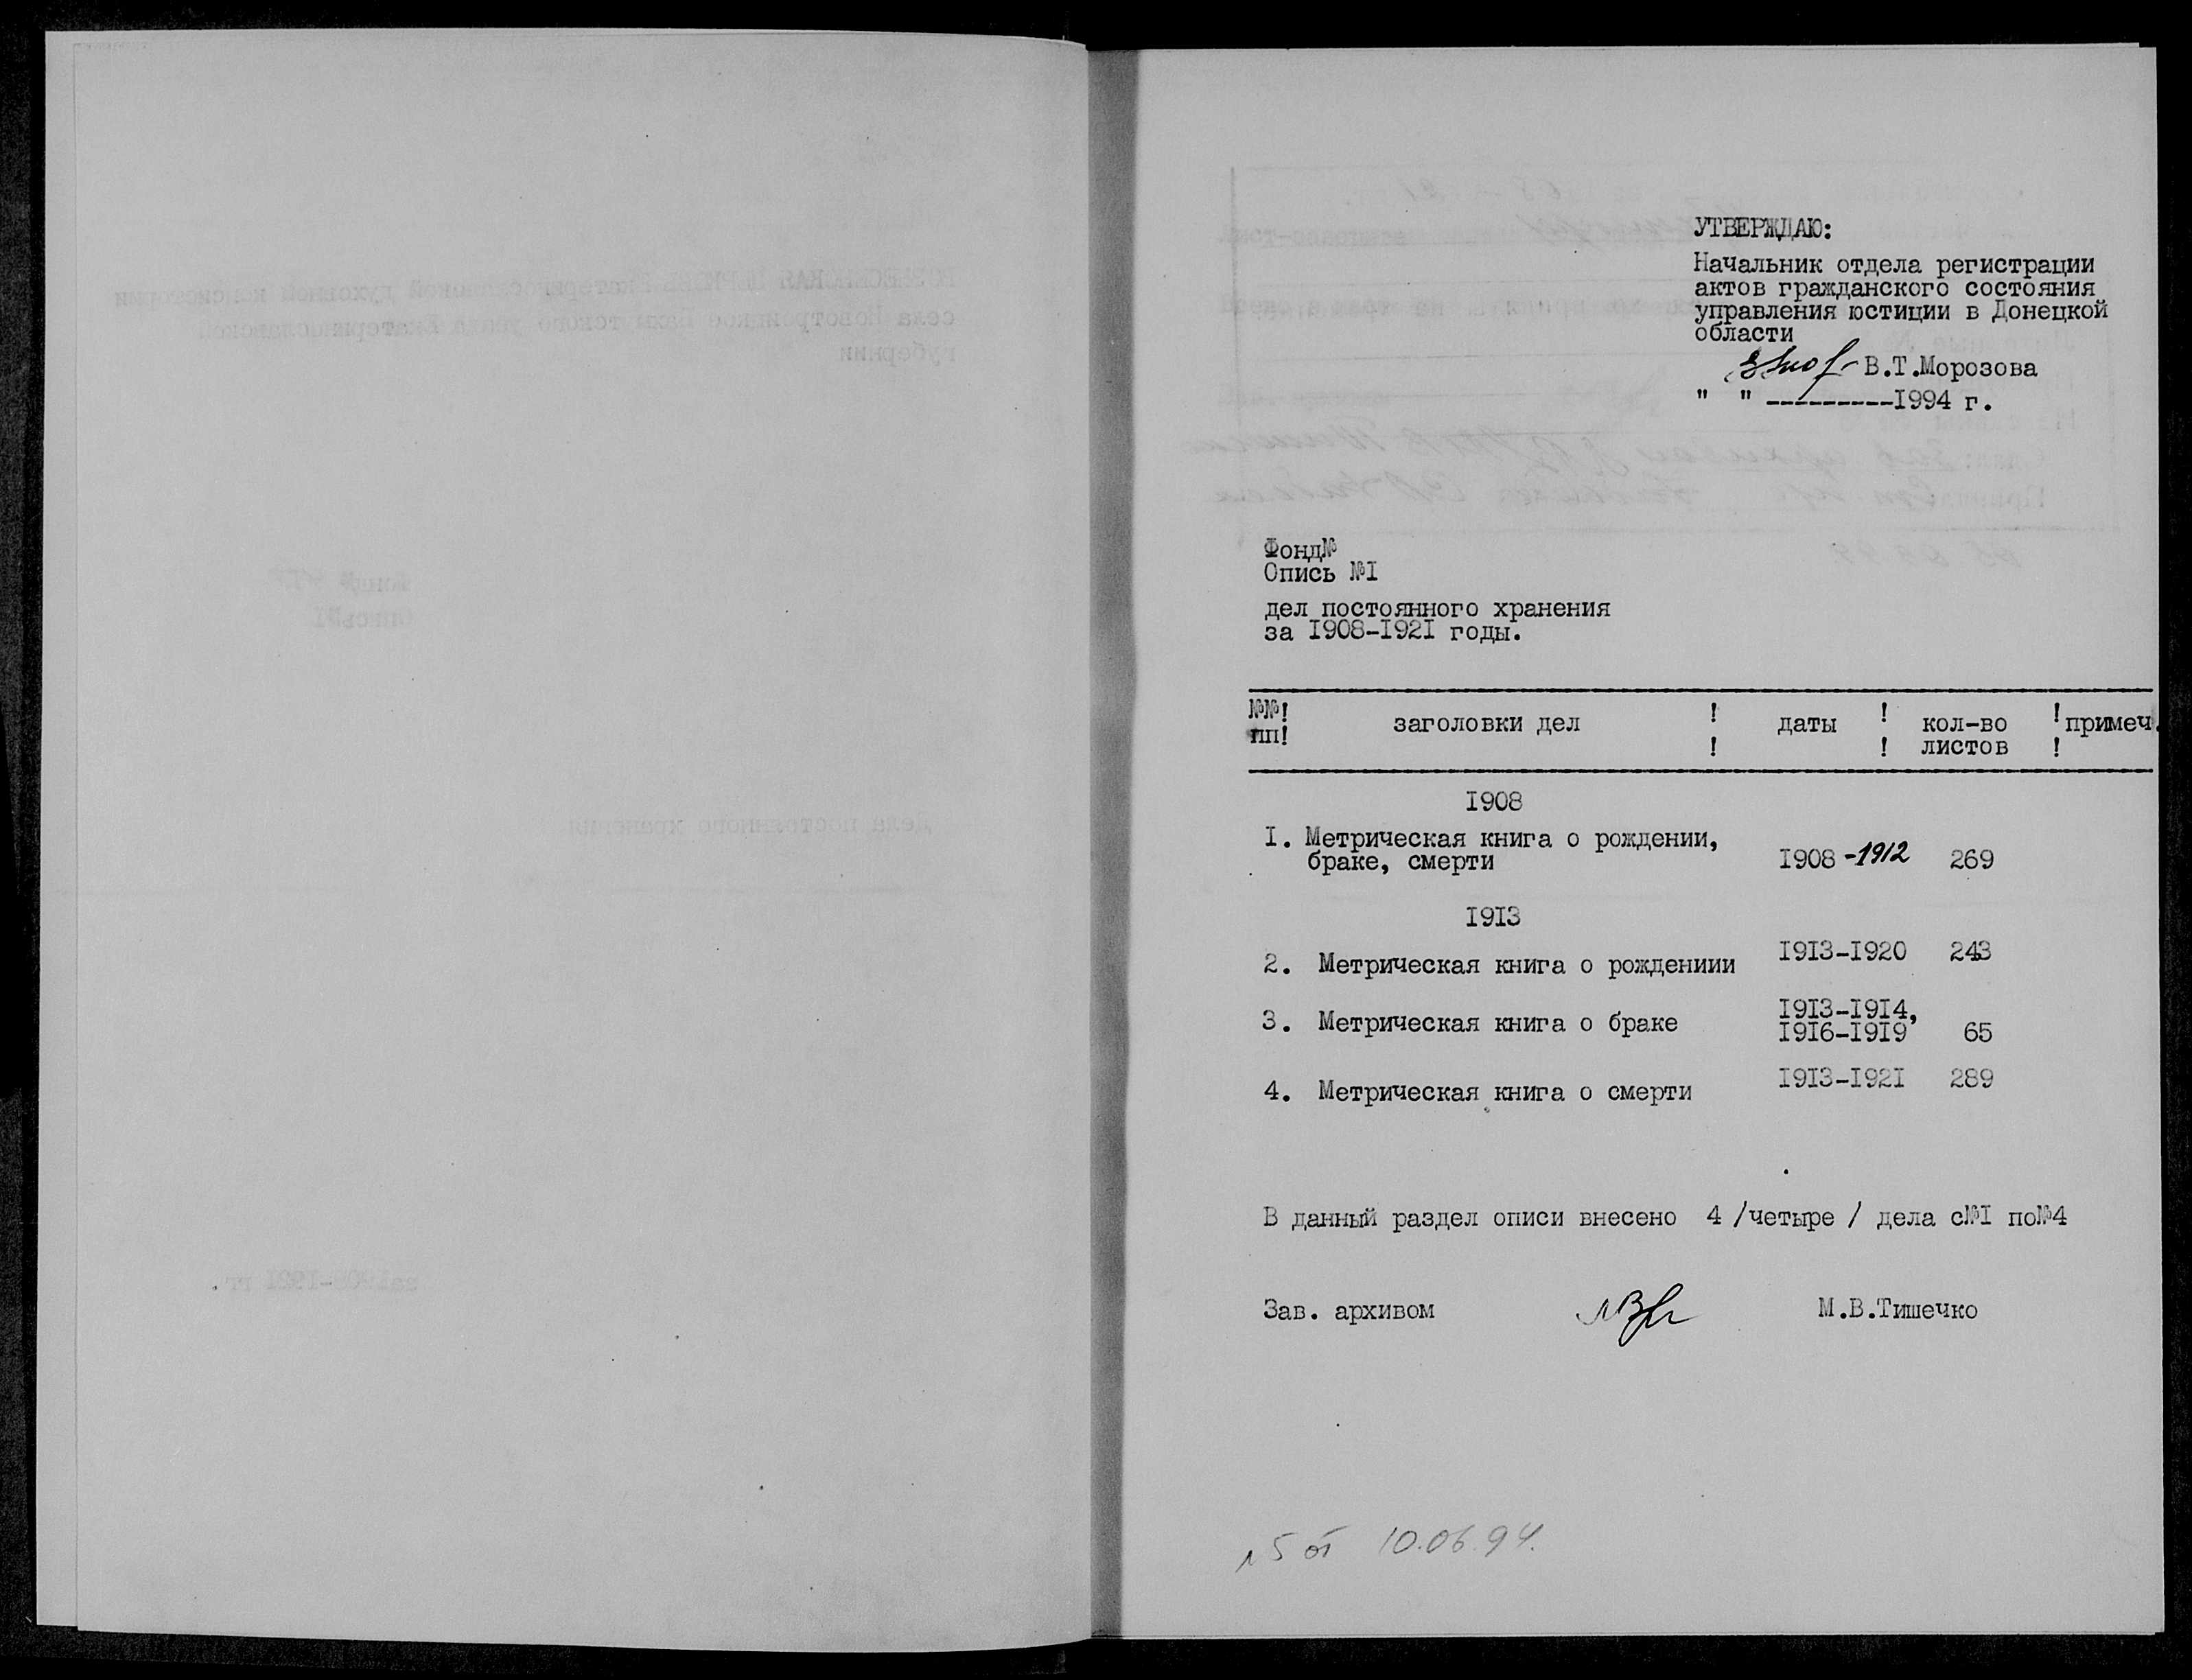 УТВЕРЖДАЮ:
Начальник отдела регистрации
актов гражданского состояния
управления юстиции в Донецкой
области
В.Т.Морозова
" " ---------1994 г.
Фонд№
Опись №I
дел постоянного хранения
за I908-I92I годы.
№№! заголовки дел ! даты ! кол-во ! примеч.
пп! ! ! листов !
I908
I. Метрическая книга о рождении,
браке, смерти I908 -1912 269
I9I3
2. Метрическая книга о рождениии I9I3-I920 243
3. Метрическая книга о браке I9I3-I9I4,
I9I6-I9I9 65
4. Метрическая книга о смерти I9I3-I92I 289
В данный раздел описи внесено 4 /четыре / дела с№I по№4
Зав. архивом М.В.Тишечко
5 от 10.06.94.